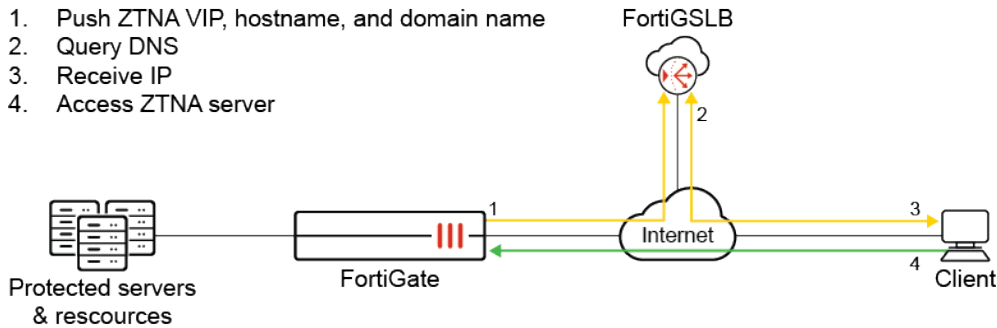 1. Push ZTNA VIP, hostname, and domain name
2. Query DNS
3. Receive IP
4. Access ZTNA server
FortiGSLB
2
1
3
Internet
4
FortiGate
Client
Protected servers
& rescources